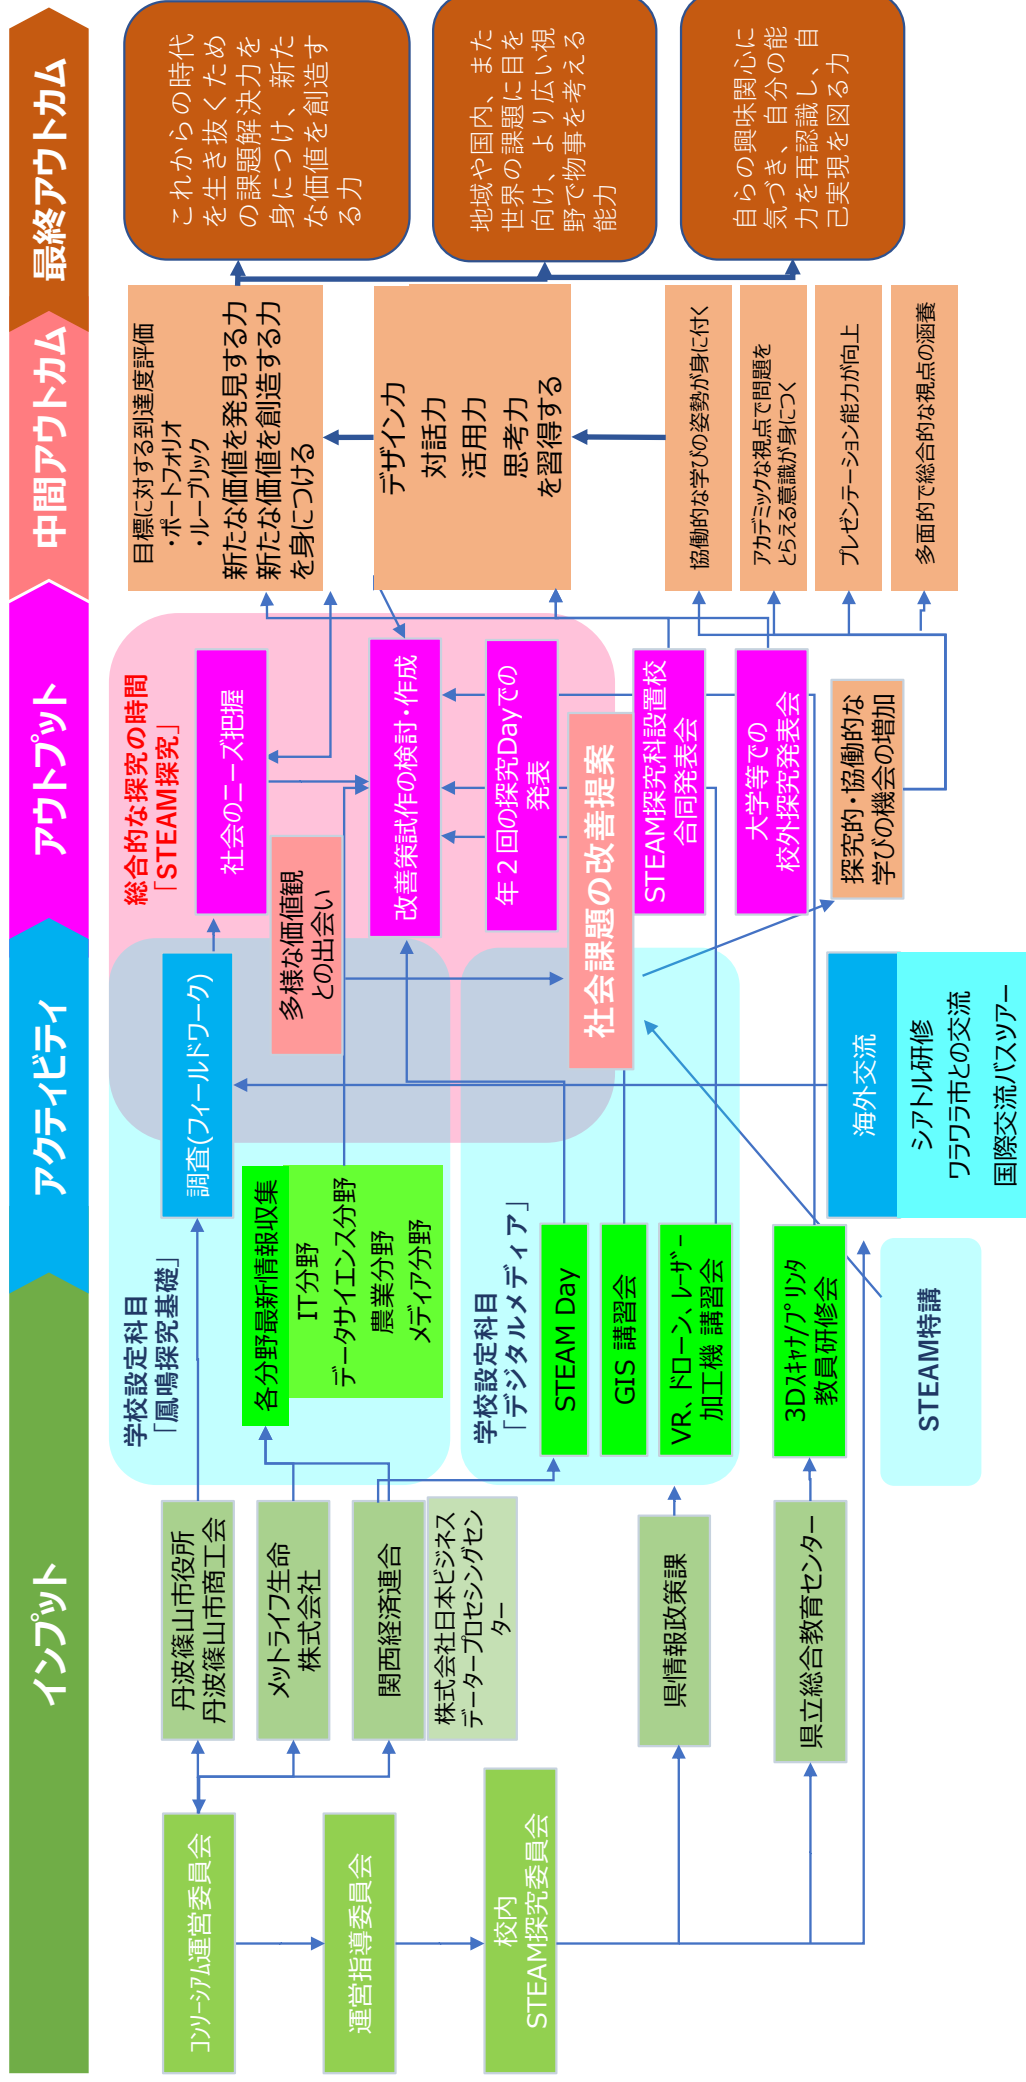 インプット
アクティビティ
アウトプット
中間アウトカム
最終アウトカム
コンソーシアム運営委員会
運営指導委員会
校内
STEAM探究委員会
丹波篠山市役所
丹波篠山市商工会
メットライフ生命
株式会社
関西経済連合
株式会社日本ビジネス
データープロセシングセン
ター
県情報政策課
県立総合教育センター
学校設定科目
「鳳鳴探究基礎」
調査(フィールドワーク)
各分野最新情報収集
IT分野
データサイエンス分野
農業分野
メディア分野
学校設定科目
「デジタルメディア」
STEAM Day
GIS 講習会
VR、ドローン、レーザー
加工機 講習会
3Dスキャナ/プリンタ
教員研修会
STEAM特講
海外交流
シアトル研修
ワラワラ市との交流
国際交流バスツアー
総合的な探究の時間
「STEAM探究」
社会のニーズ把握
多様な価値観
との出会い
改善策試作の検討・作成
年２回の探究Dayでの
発表
社会課題の改善提案
STEAM探究科設置校
合同発表会
大学等での
校外探究発表会
探究的・協働的な
学びの機会の増加
目標に対する到達度評価
・ポートフォリオ
・ルーブリック
新たな価値を発見する力
新たな価値を創造する力
を身につける
デザイン力
対話力
活用力
思考力
を習得する
協働的な学びの姿勢が身に付く
アカデミックな視点で問題を
とらえる意識が身につく
プレゼンテーション能力が向上
多面的で総合的な視点の涵養
これからの時代
を生き抜くため
の課題解決力を
身につけ、新た
な価値を創造す
る力
地域や国内、また
世界の課題に目を
向け、より広い視
野で物事を考える
能力
自らの興味関心に
気づき、自分の能
力を再認識し、自
己実現を図る力